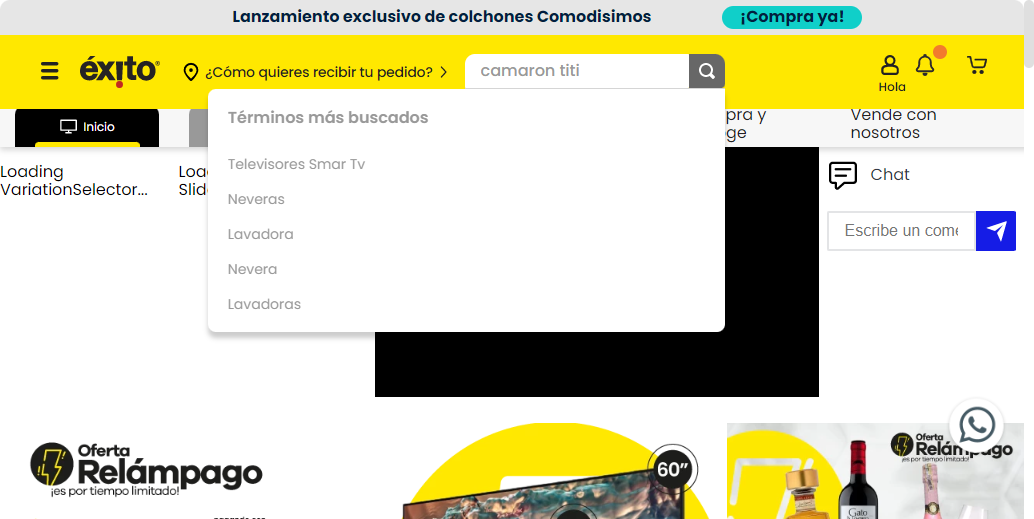 Lanzamiento exclusivo de colchones Comodisimos
¡Compra ya!
éxito
¿Cómo quieres recibir tu pedido?
camaron titi
Hola
Inicio
Términos más buscados
Televisores Smar Tv
Neveras
Lavadora
Nevera
Lavadoras
pra y
ge
Vende con
nosotros
Loading
VariationSelector...
Loa
Slid
Chat
Escribe un come
Oferta
Relámpago
¡es por tiempo limitado!
60”
Oferta
Relámpago
¡es por tiempo limitado!
Gato